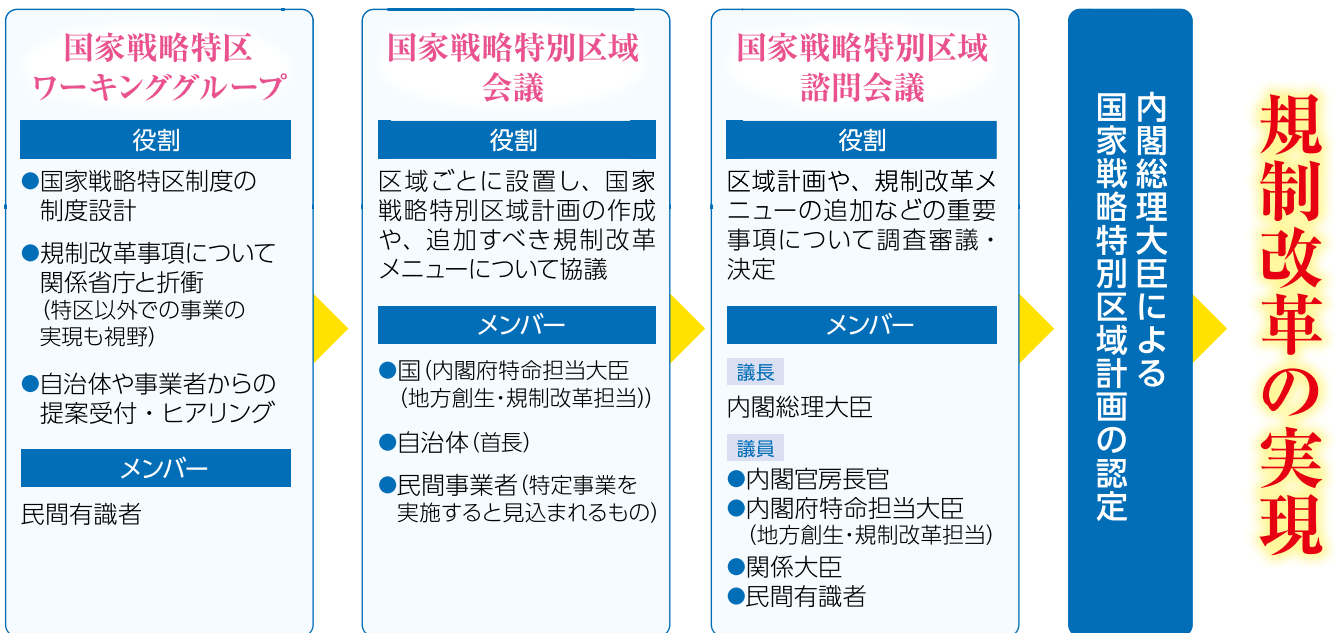 国家戦略特区
ワーキンググループ
役割
●国家戦略特区制度の
制度設計
●規制改革事項について
関係省庁と折衝
(特区以外での事業の
実現も視野)
●自治体や事業者からの
提案受付・ヒアリング
メンバー
民間有識者
国家戦略特別区域
会議
役割
区域ごとに設置し、国家
戦略特別区域計画の作成
や、追加すべき規制改革
メニューについて協議
メンバー
●国(内閣府特命担当大臣
(地方創生・規制改革担当))
●自治体(首長)
●民間事業者(特定事業を
実施すると見込まれるもの)
国家戦略特別区域
諮問会議
役割
区域計画や、規制改革メ
ニューの追加などの重要
事項について調査審議・
決定
メンバー
議長
内閣総理大臣
議員
●内閣官房長官
●内閣府特命担当大臣
(地方創生・規制改革担当)
●関係大臣
●民間有識者
内閣総理大臣による
国家戦略特別区域計画の認定
規制改革の実現